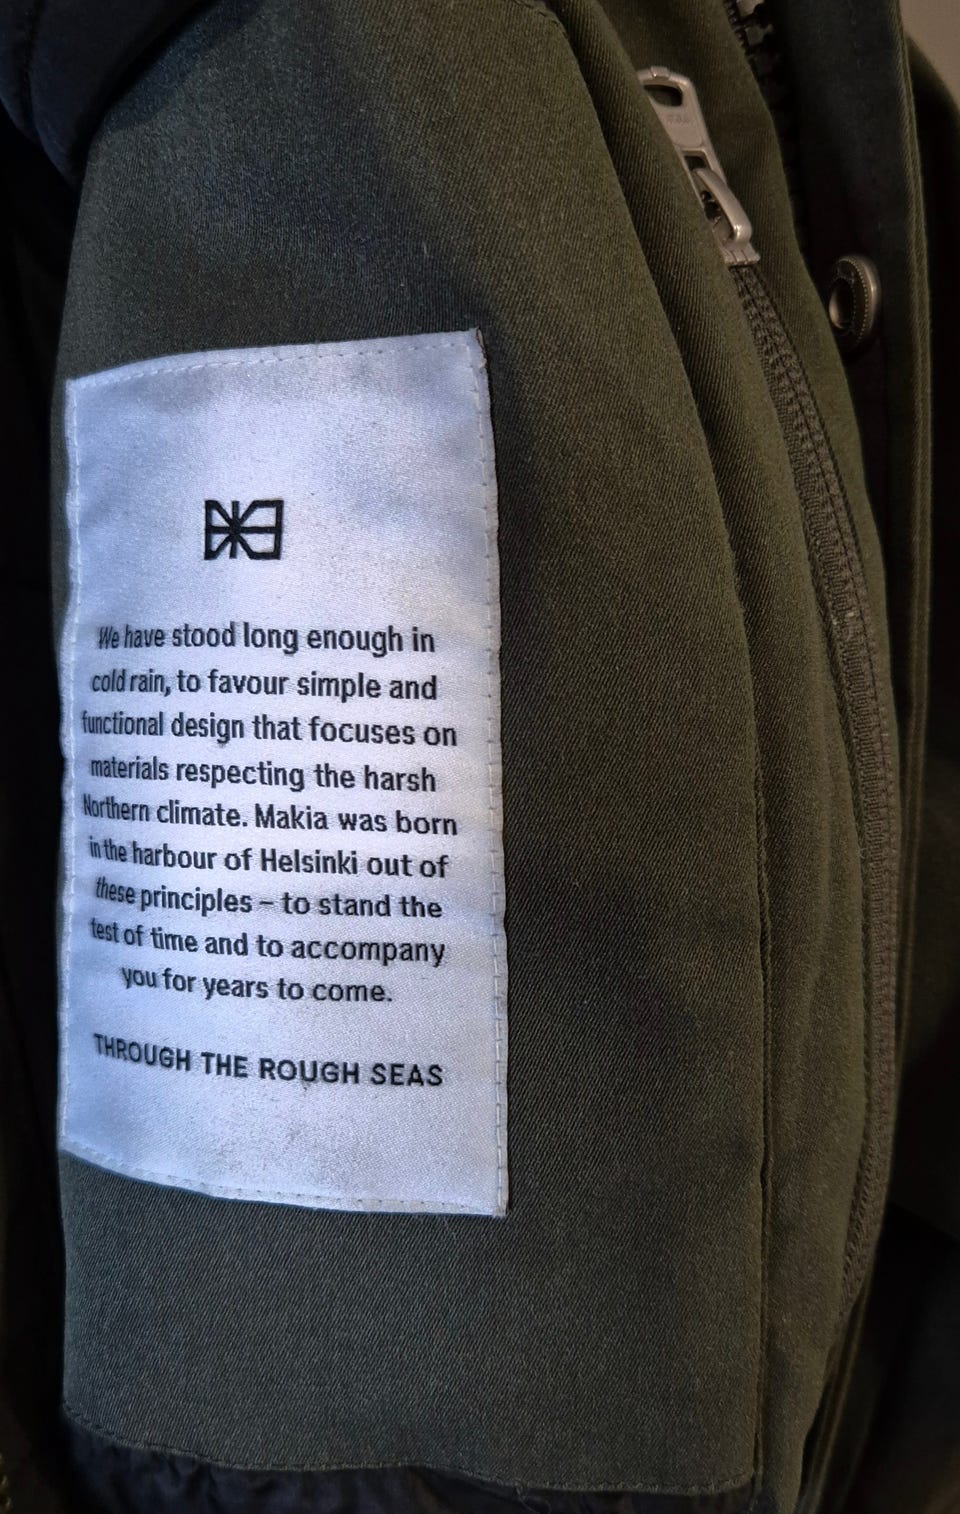 We have stood long enough in
cold rain, to favour simple and
functional design that focuses on
materials respecting the harsh
Northern climate. Makia was born
in the harbour of Helsinki out of
these principles – to stand the
test of time and to accompany
you for years to come.
THROUGH THE ROUGH SEAS